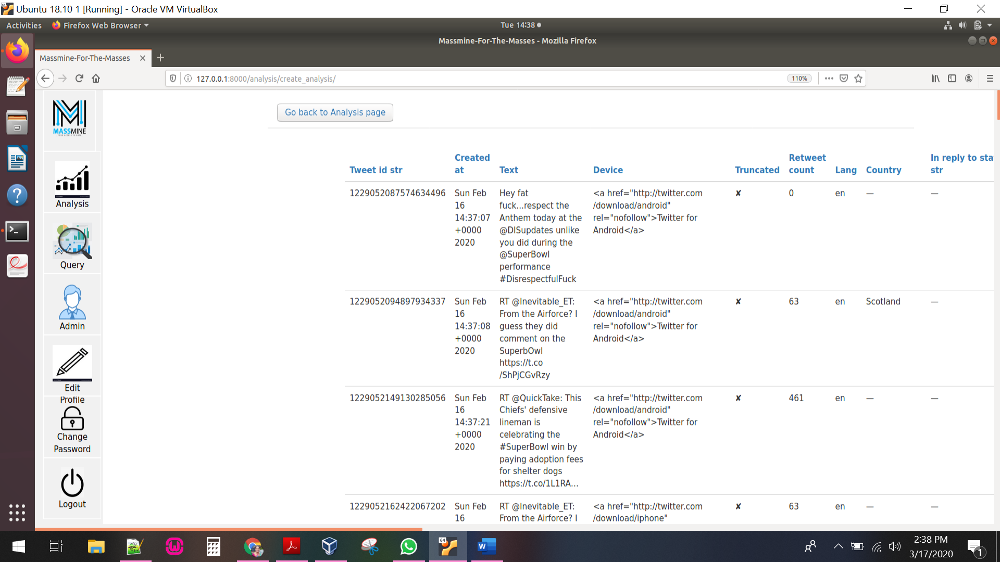 Ubuntu 18.10 1 [Running] - Oracle VM VirtualBox
Activities Firefox Web Browser Tue 14:38
Massmine-For-The-Masses - Mozilla Firefox
Massmine-For-The-Masses
127.0.0.1:8000/analysis/create_analysis/ 110%
MASSMINE
Analysis
Query
Admin
Edit
Profile
Change
Password
Logout
Go back to Analysis page
Tweet id str
Created
at
Text
Device
Truncated
Retweet
count
Lang
Country
In reply to sta
str
1229052087574634496
Sun Feb
16
14:37:07
+0000
2020
Hey fat
fuck...respect the
Anthem today at the
@DISupdates unlike
you did during the
@SuperBowl
performance
#DisrespectfulFuck
<a href="http://twitter.com
/download/android"
rel="nofollow">Twitter for
Android</a>
✘
0
en
—
—
1229052094897934337
Sun Feb
16
14:37:08
+0000
2020
RT @Inevitable_ET:
From the Airforce? I
guess they did
comment on the
SuperbOwl
https://t.co
/ShPjCGvRzy
<a href="http://twitter.com
/download/android"
rel="nofollow">Twitter for
Android</a>
✘
63
en
Scotland
—
1229052149130285056
Sun Feb
16
14:37:21
+0000
2020
RT @QuickTake: This
Chiefs' defensive
lineman is
celebrating the
#SuperBowl win by
paying adoption fees
for shelter dogs
https://t.co/1L1RA...
<a href="http://twitter.com
/download/android"
rel="nofollow">Twitter for
Android</a>
✘
461
en
—
—
1229052162422067202
Sun Feb
16
RT @Inevitable_ET:
From the Airforce? I
<a href="http://twitter.com
/download/iphone"
✘
63
en
—
—
64
W
2:38 PM
3/17/2020
1